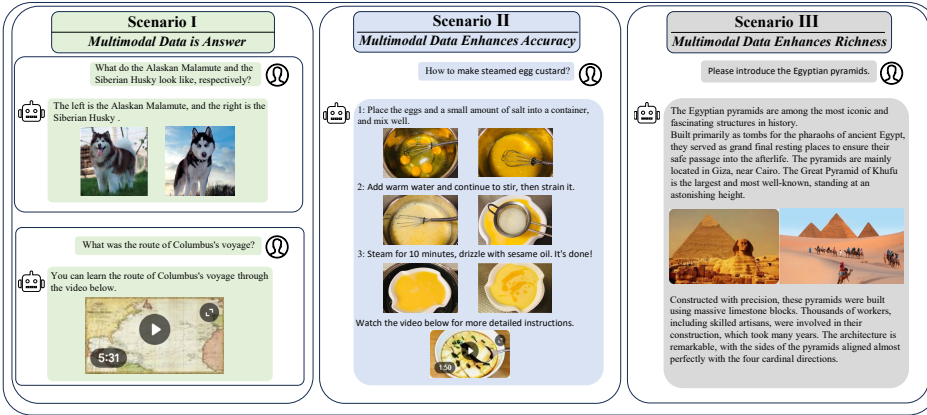 Scenario I
Multimodal Data is Answer
What do the Alaskan Malamute and the
Siberian Husky look like, respectively?
The left is the Alaskan Malamute, and the right is the
Siberian Husky .
What was the route of Columbus's voyage?
You can learn the route of Columbus's voyage through
the video below.
5:31
Scenario II
Multimodal Data Enhances Accuracy
How to make steamed egg custard?
1: Place the eggs and a small amount of salt into a container,
and mix well.
2: Add warm water and continue to stir, then strain it.
3: Steam for 10 minutes, drizzle with sesame oil. It's done!
Watch the video below for more detailed instructions.
1:50
Scenario III
Multimodal Data Enhances Richness
Please introduce the Egyptian pyramids.
The Egyptian pyramids are among the most iconic and
fascinating structures in history.
Built primarily as tombs for the pharaohs of ancient Egypt,
they served as grand final resting places to ensure their
safe passage into the afterlife. The pyramids are mainly
located in Giza, near Cairo. The Great Pyramid of Khufu
is the largest and most well-known, standing at an
astonishing height.
Constructed with precision, these pyramids were built
using massive limestone blocks. Thousands of workers,
including skilled artisans, were involved in their
construction, which took many years. The architecture is
remarkable, with the sides of the pyramids aligned almost
perfectly with the four cardinal directions.